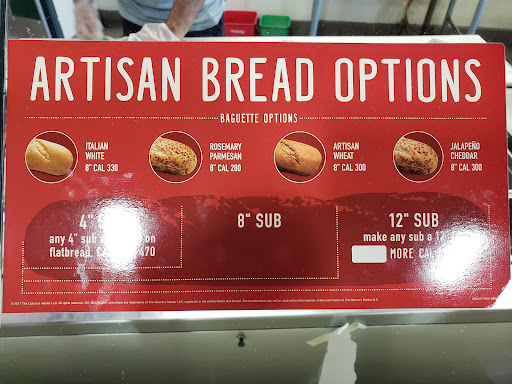 ARTISAN BREAD OPTIONS
BAGUETTE OPTIONS
ITALIAN
WHITE
8" CAL 330
ROSEMARY
PARMESAN
8" CAL 280
ARTISAN
WHEAT
8" CAL 300
JALAPEÑO
CHEDDAR
8" CAL 300
4"
any 4" sub on
flatbread. 470
8" SUB
12" SUB
make any sub a
MORE CAL